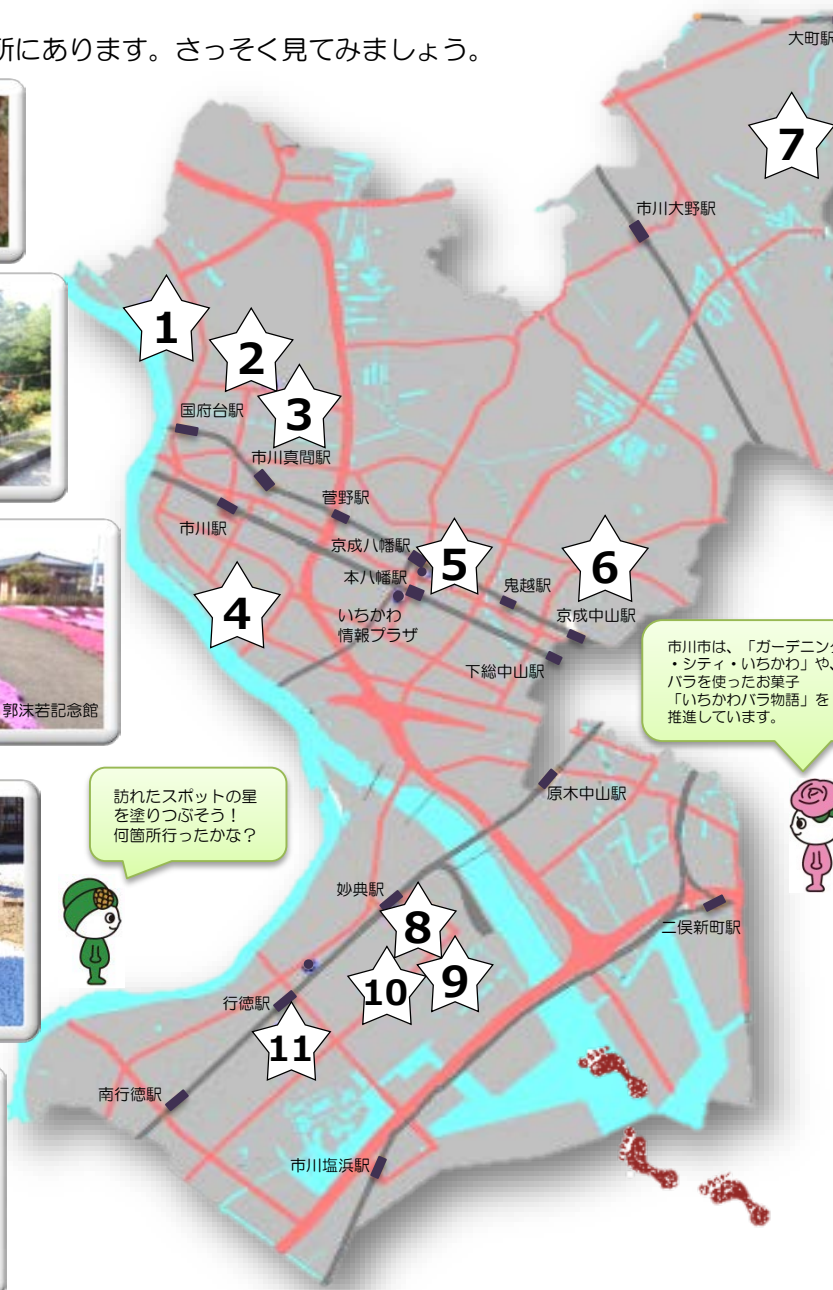 所にあります。さっそく見てみましょう。
大町駅
7
市川大野駅
1
2
3
国府台駅
市川真間駅
菅野駅
市川駅
京成八幡駅
5
6
本八幡駅
鬼越駅
4
いちかわ
情報プラザ
京成中山駅
下総中山駅
市川市は、「ガーデニング
・シティ・いちかわ」や、
バラを使ったお菓子
「いちかわバラ物語」を
推進しています。
郭沫若記念館
訪れたスポットの星
を塗りつぶそう！
何箇所行ったかな？
原木中山駅
妙典駅
8
二俣新町駅
10
9
行徳駅
11
南行徳駅
市川塩浜駅